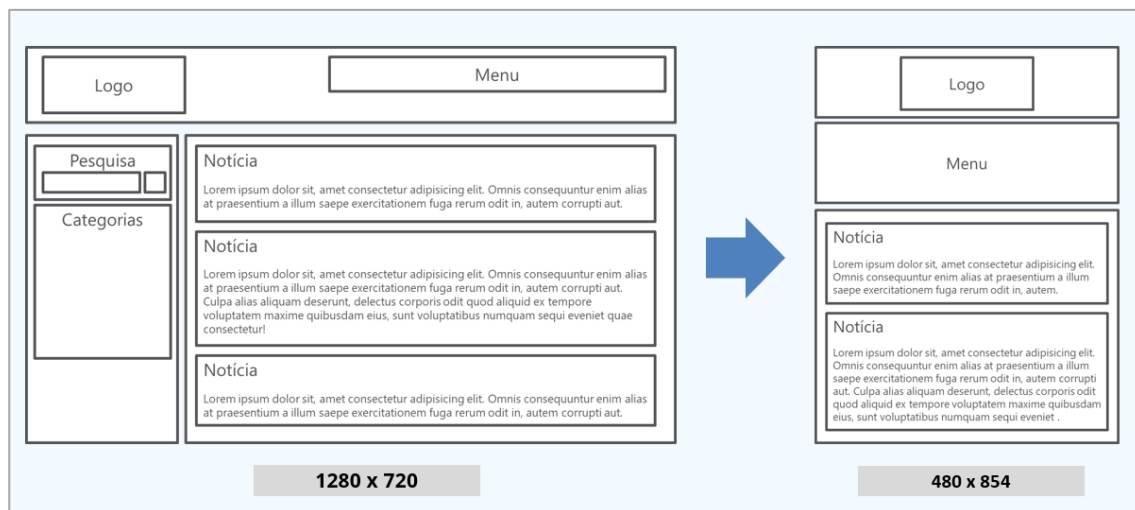 Logo
Menu
Pesquisa
Categorias
Notícia
Lorem ipsum dolor sit, amet consectetur adipisicing elit. Omnis consequuntur enim alias
at praesentium a illum saepe exercitationem fuga rerum odit in, autem corrupti aut.
Notícia
Lorem ipsum dolor sit, amet consectetur adipisicing elit. Omnis consequuntur enim alias
at praesentium a illum saepe exercitationem fuga rerum odit in, autem corrupti aut.
Culpa alias aliquam deserunt, delectus corporis odit quod aliquid ex tempore
voluptatem maxime quibusdam eius, sunt voluptatibus numquam sequi eveniet quae
consectetur!
Notícia
Lorem ipsum dolor sit, amet consectetur adipisicing elit. Omnis consequuntur enim alias
at praesentium a illum saepe exercitationem fuga rerum odit in, autem corrupti aut.
1280 x 720
Logo
Menu
Notícia
Lorem ipsum dolor sit, amet consectetur adipisicing elit.
Omnis consequuntur enim alias at praesentium a illum
saepe exercitationem fuga rerum odit in, autem.
Notícia
Lorem ipsum dolor sit, amet consectetur adipisicing elit.
Omnis consequuntur enim alias at praesentium a illum
saepe exercitationem fuga rerum odit in, autem corrupti
aut. Culpa alias aliquam deserunt, delectus corporis odit
quod aliquid ex tempore voluptatem maxime quibusdam
eius, sunt voluptatibus numquam sequi eveniet .
480 x 854